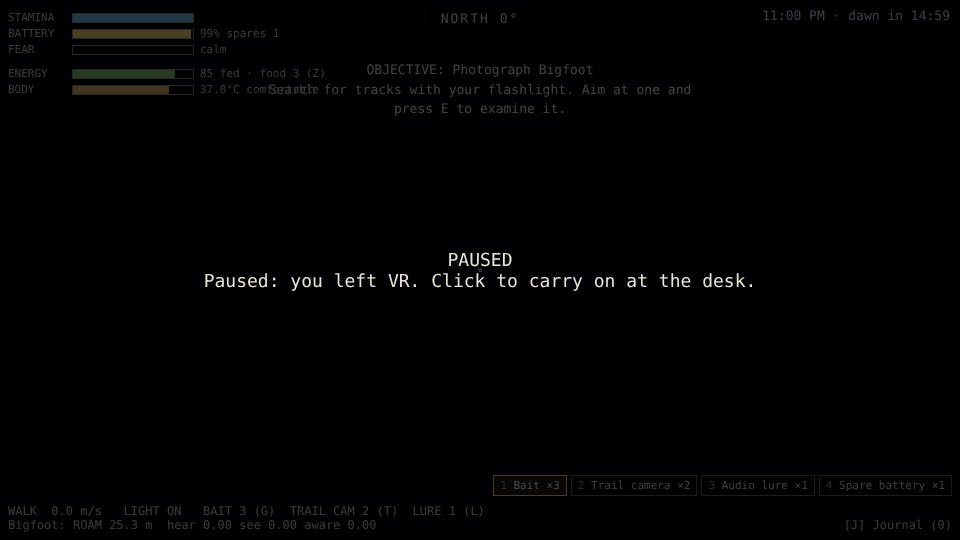 STAMINA
BATTERY 99% spares 1
FEAR calm
ENERGY 85 fed · food 3 (Z)
BODY 37.0°C comfortable
NORTH 0°
11:00 PM · dawn in 14:59
OBJECTIVE: Photograph Bigfoot
Search for tracks with your flashlight. Aim at one and
press E to examine it.
PAUSED
Paused: you left VR. Click to carry on at the desk.
1 Bait ×3 2 Trail camera ×2 3 Audio lure ×1 4 Spare battery ×1
WALK 0.0 m/s LIGHT ON BAIT 3 (G) TRAIL CAM 2 (T) LURE 1 (L)
Bigfoot: ROAM 25.3 m hear 0.00 see 0.00 aware 0.00
[J] Journal (0)